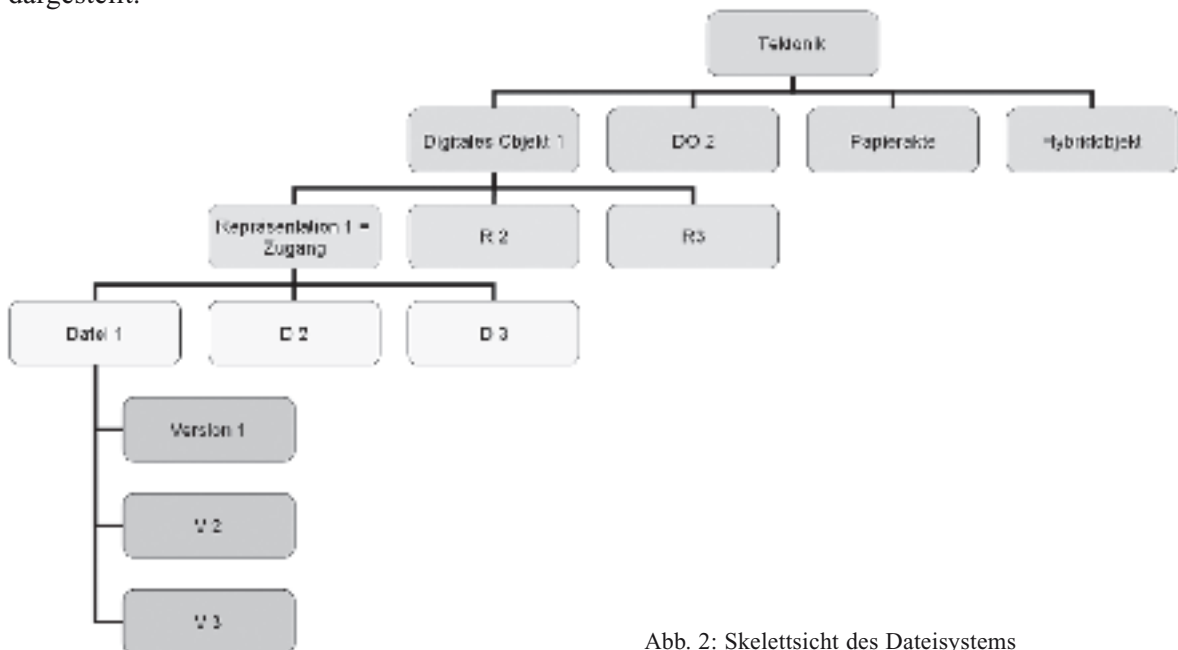 dargestellt.
Tektonik
Digitales Objekt 1
DO 2
Papierakte
Hybridobjekt
Repräsentation 1 =
Zugang
R 2
R3
Datei 1
D 2
D 3
Version 1
V 2
V 3
Abb. 2: Skelettsicht des Dateisystems